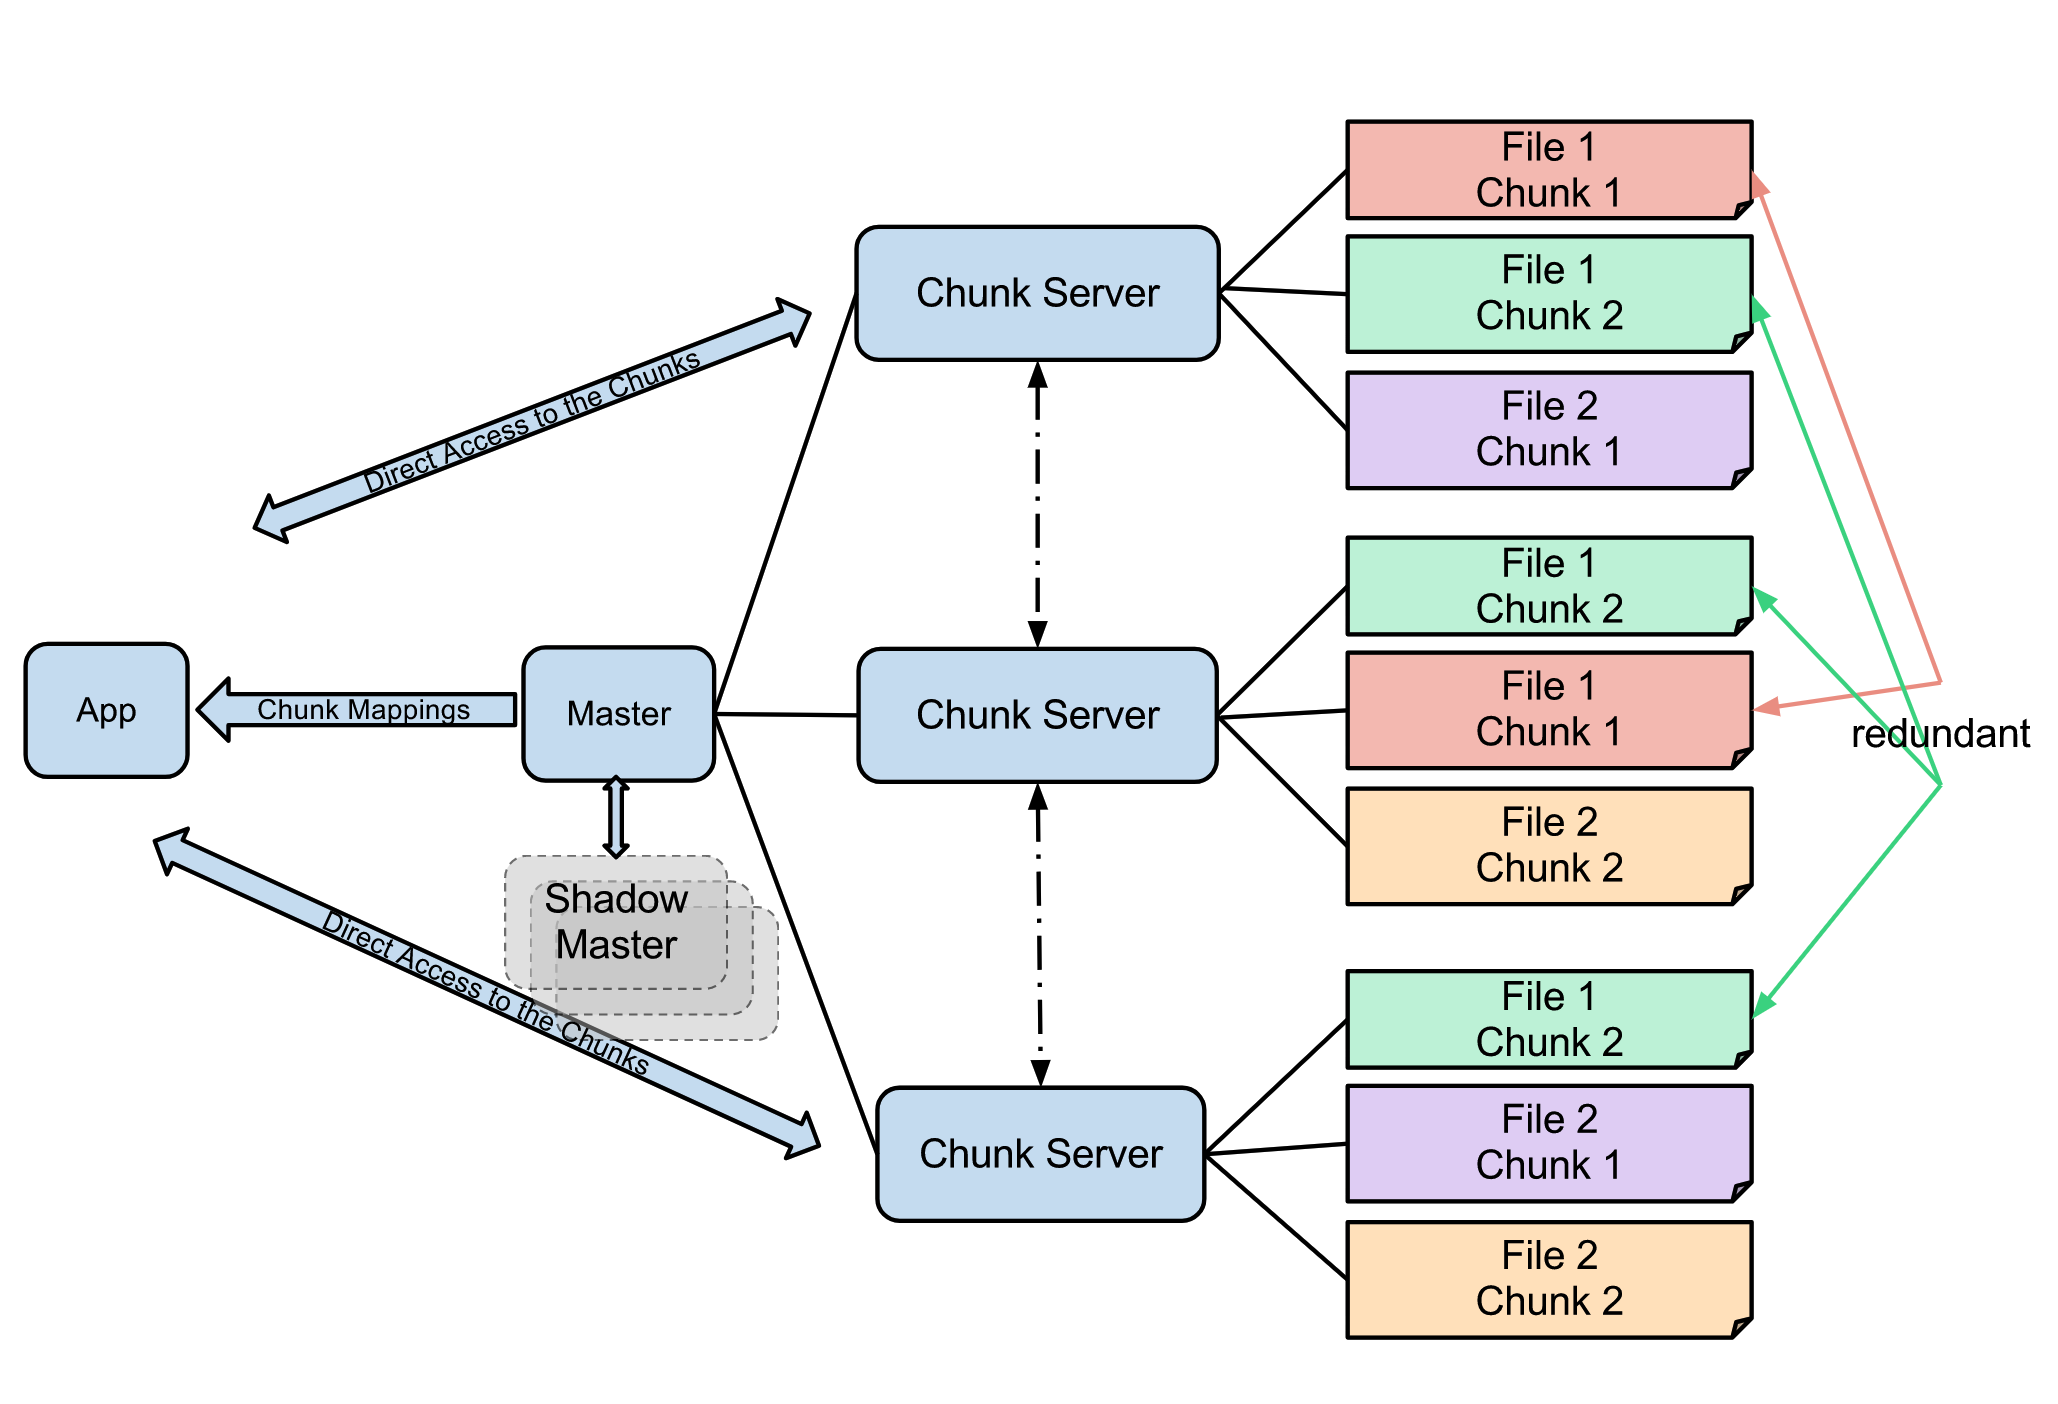 File 1
Chunk 1
File 1
Chunk 2
File 2
Chunk 1
Chunk Server
Direct Access to the Chunks
File 1
Chunk 2
File 1
Chunk 1
File 2
Chunk 2
App
Chunk Mappings
Master
Chunk Server
redundant
Shadow
Master
Direct Access to the Chunks
File 1
Chunk 2
File 2
Chunk 1
File 2
Chunk 2
Chunk Server